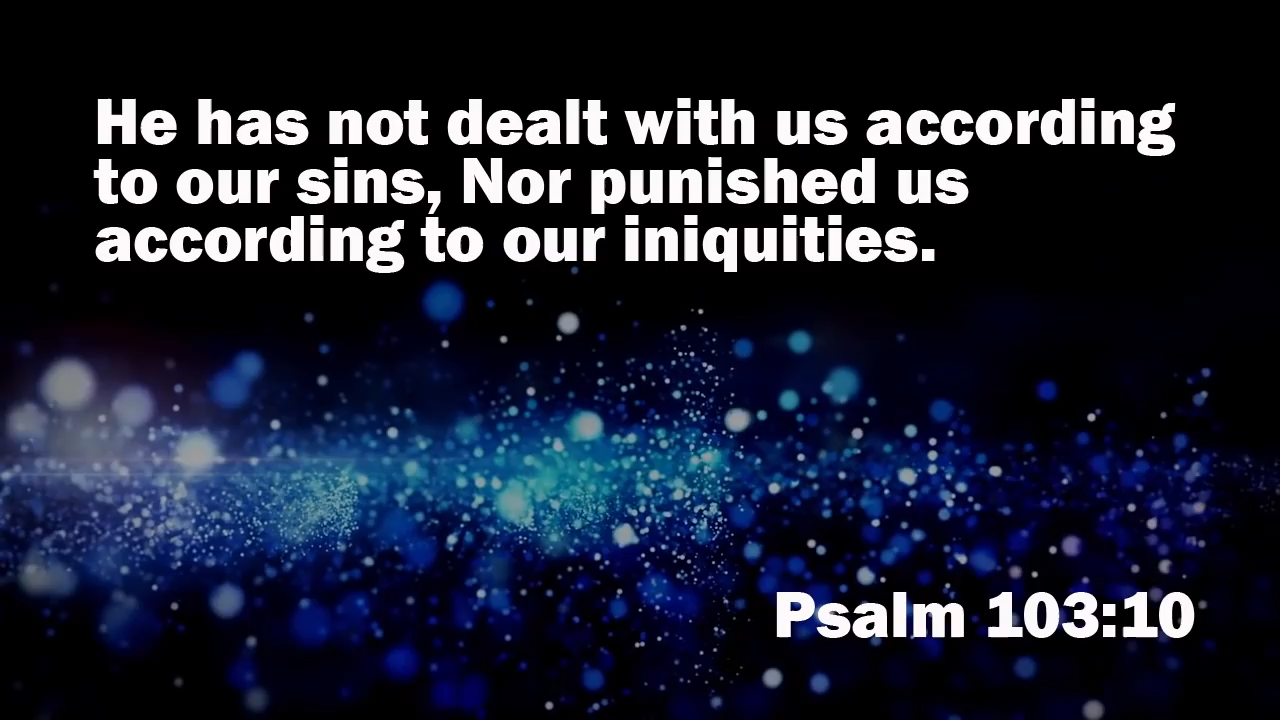 He has not dealt with us according
to our sins, Nor punished us
according to our iniquities.
Psalm 103:10